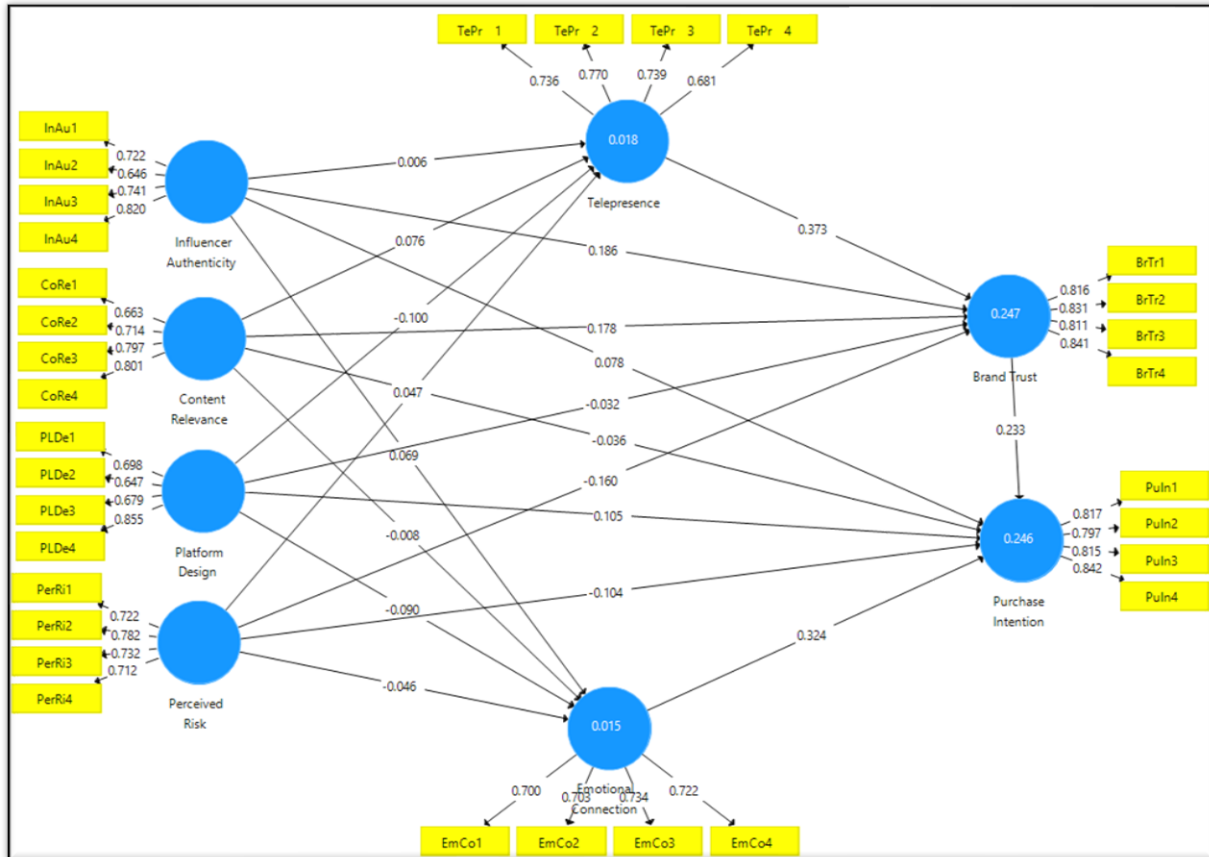 TePr 1 TePr 2 TePr 3 TePr 4
0.736 0.770 0.739 0.681
InAu1
InAu2
InAu3
InAu4
0.722
0.646
0.741
0.820
Influencer
Authenticity
0.018
Telepresence
0.006
0.076
-0.100
0.047
0.373
0.186
CoRe1
CoRe2
CoRe3
CoRe4
0.663
0.714
0.797
0.801
Content
Relevance
0.178
0.078
-0.032
-0.036
0.069
-0.160
0.247
Brand Trust
0.816
0.831
0.811
0.841
BrTr1
BrTr2
BrTr3
BrTr4
0.233
PLDe1
PLDe2
PLDe3
PLDe4
0.698
0.647
0.679
0.855
Platform
Design
0.105
-0.008
-0.090
-0.104
0.246
Purchase
Intention
0.817
0.797
0.815
0.842
PuIn1
PuIn2
PuIn3
PuIn4
PerRi1
PerRi2
PerRi3
PerRi4
0.722
0.782
0.732
0.712
Perceived
Risk
-0.046
0.324
0.015
Emotional
Connection
0.700 0.703 0.734 0.722
EmCo1 EmCo2 EmCo3 EmCo4